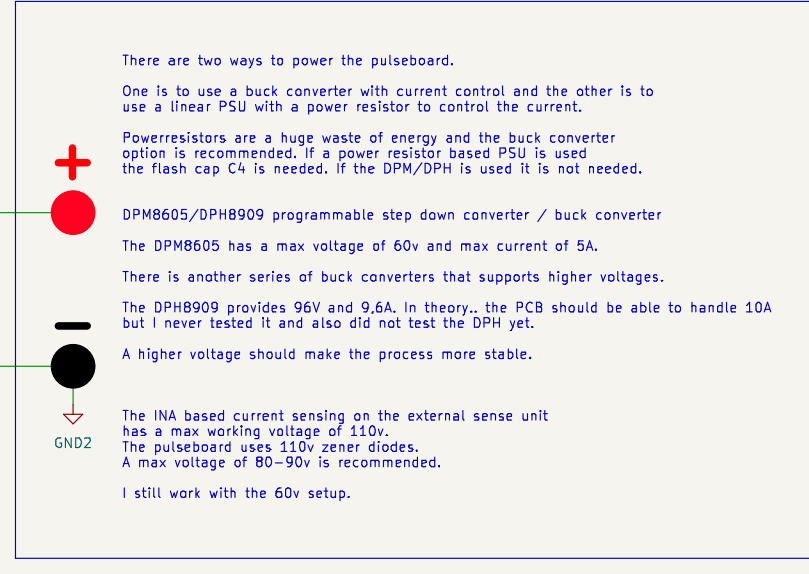 There are two ways to power the pulseboard.
One is to use a buck converter with current control and the other is to
use a linear PSU with a power resistor to control the current.
Powerresistors are a huge waste of energy and the buck converter
option is recommended. If a power resistor based PSU is used
the flash cap C4 is needed. If the DPM/DPH is used it is not needed.
+
DPM8605/DPH8909 programmable step down converter / buck converter
The DPM8605 has a max voltage of 60v and max current of 5A.
There is another series of buck converters that supports higher voltages.
The DPH8909 provides 96V and 9,6A. In theory.. the PCB should be able to handle 10A
but I never tested it and also did not test the DPH yet.
−
A higher voltage should make the process more stable.
The INA based current sensing on the external sense unit
has a max working voltage of 110v.
GND2
The pulseboard uses 110v zener diodes.
A max voltage of 80-90v is recommended.
I still work with the 60v setup.